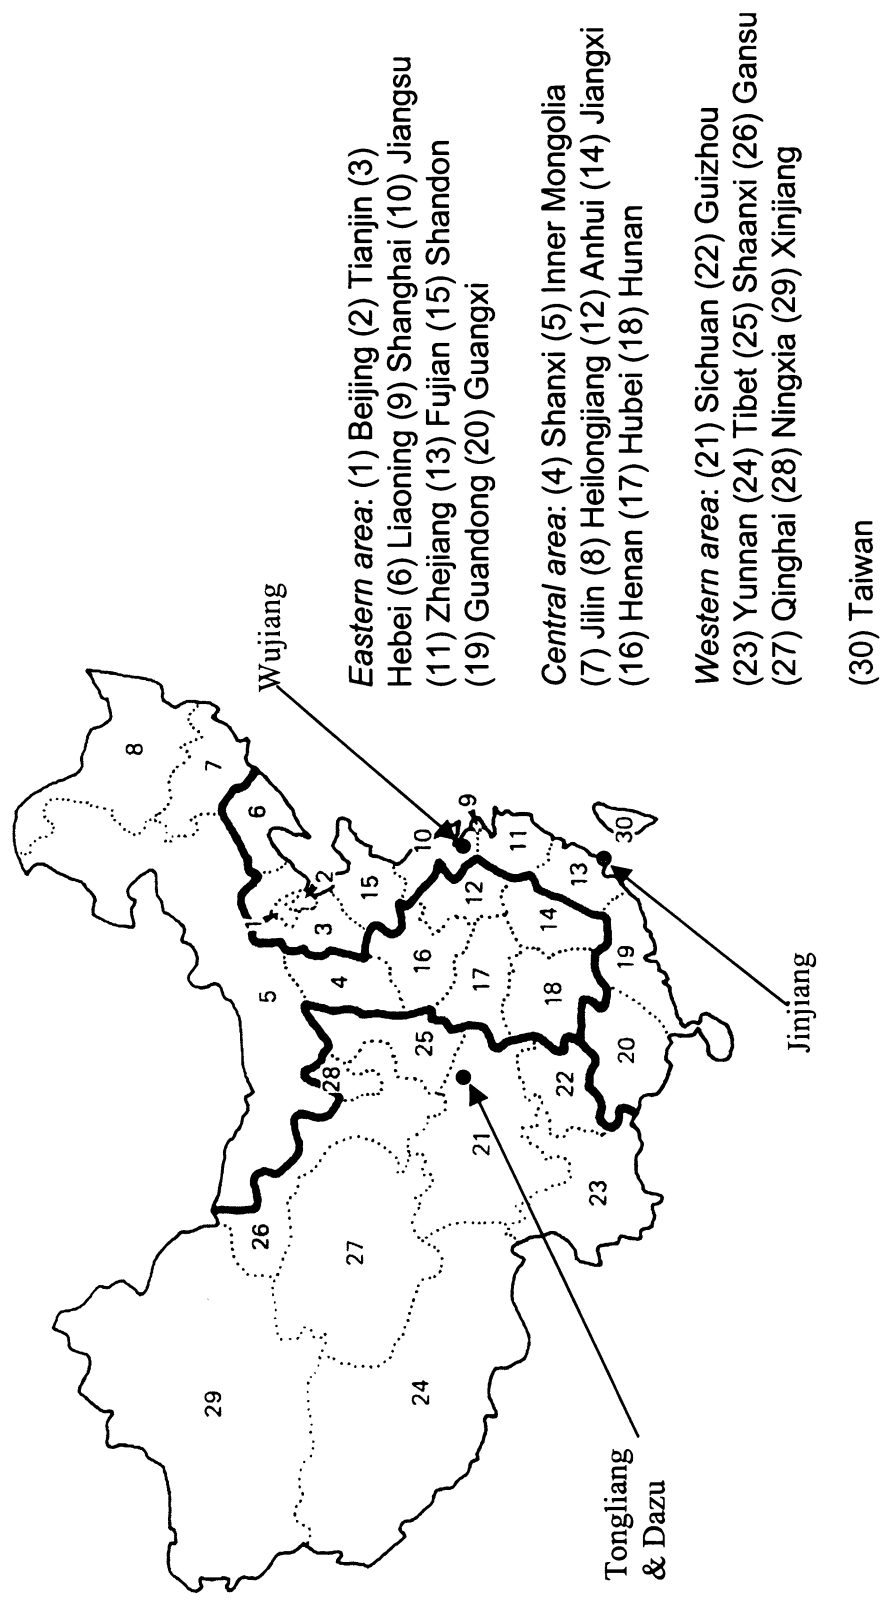 Wujiang
Jinjiang
Tongliang
& Dazu
29
24
27
26
28
21
23
22
25
5
4
3
1
2
6
7
8
15
16
17
18
12
14
10
9
11
13
30
19
20
Eastern area: (1) Beijing (2) Tianjin (3)
Hebei (6) Liaoning (9) Shanghai (10) Jiangsu
(11) Zhejiang (13) Fujian (15) Shandon
(19) Guandong (20) Guangxi
Central area: (4) Shanxi (5) Inner Mongolia
(7) Jilin (8) Heilongjiang (12) Anhui (14) Jiangxi
(16) Henan (17) Hubei (18) Hunan
Western area: (21) Sichuan (22) Guizhou
(23) Yunnan (24) Tibet (25) Shaanxi (26) Gansu
(27) Qinghai (28) Ningxia (29) Xinjiang
(30) Taiwan